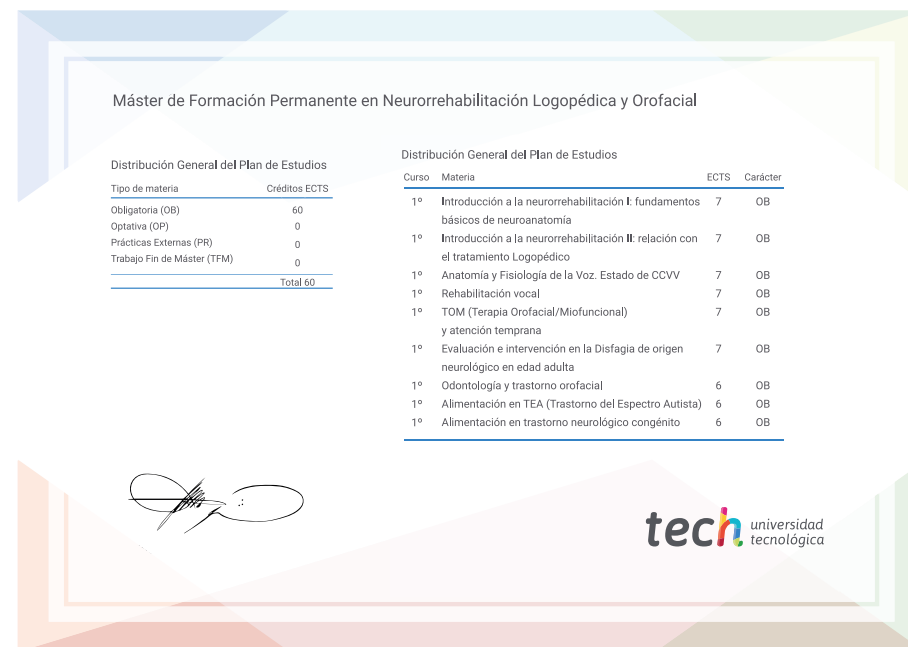 Máster de Formación Permanente en Neurorrehabilitación Logopédica y Orofacial
Distribución General del Plan de Estudios
Tipo de materia Créditos ECTS
Obligatoria (OB) 60
Optativa (OP) 0
Prácticas Externas (PR) 0
Trabajo Fin de Máster (TFM) 0
Total 60
Distribución General del Plan de Estudios
Curso Materia ECTS Carácter
1º Introducción a la neurorrehabilitación I: fundamentos 7 OB
básicos de neuroanatomía
1º Introducción a la neurorrehabilitación II: relación con 7 OB
el tratamiento Logopédico
1º Anatomía y Fisiología de la Voz. Estado de CCVV 7 OB
1º Rehabilitación vocal 7 OB
1º TOM (Terapia Orofacial/Miofuncional) 7 OB
y atención temprana
1º Evaluación e intervención en la Disfagia de origen 7 OB
neurológico en edad adulta
1º Odontología y trastorno orofacial 6 OB
1º Alimentación en TEA (Trastorno del Espectro Autista) 6 OB
1º Alimentación en trastorno neurológico congénito 6 OB
tech universidad
tecnológica